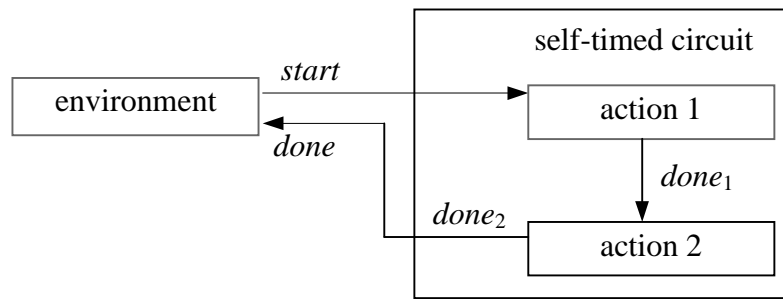 self-timed circuit
start
environment
action 1
done
done₁
done₂
action 2